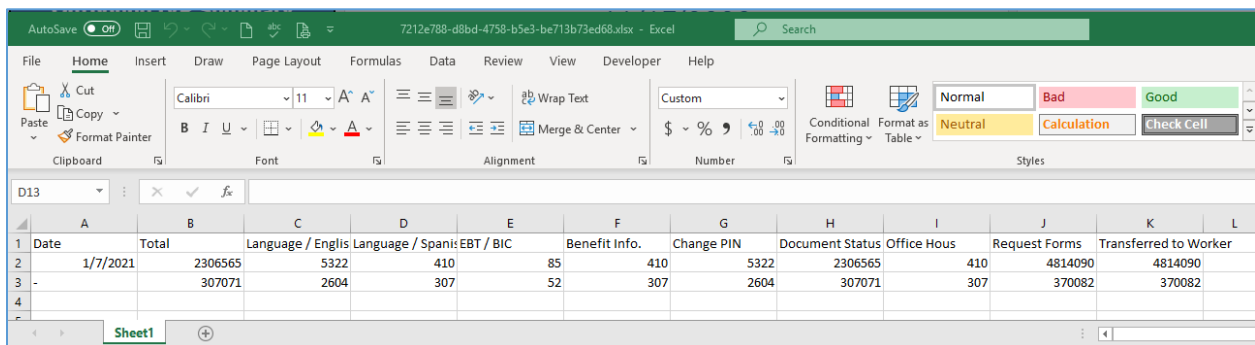 AutoSave Off abc 7212e788-d8bd-4758-b5e3-be713b73ed68.xlsx - Excel Search
File Home Insert Draw Page Layout Formulas Data Review View Developer Help
Cut
Copy
Format Painter
Paste
Calibri 11 A A
B I U A
ab Wrap Text
Merge & Center
Custom
$ % 9
Conditional Formatting
Format as Table
Normal Bad Good
Neutral Calculation Check Cell
Clipboard Font Alignment Number Styles
D13 fx
A B C D E F G H I J K L
1 Date Total Language / Englis Language / Spanis EBT / BIC Benefit Info. Change PIN Document Status Office Hous Request Forms Transferred to Worker
2 1/7/2021 2306565 5322 410 85 410 5322 2306565 410 4814090 4814090
3 - 307071 2604 307 52 307 2604 307071 307 370082 370082
4
Sheet1